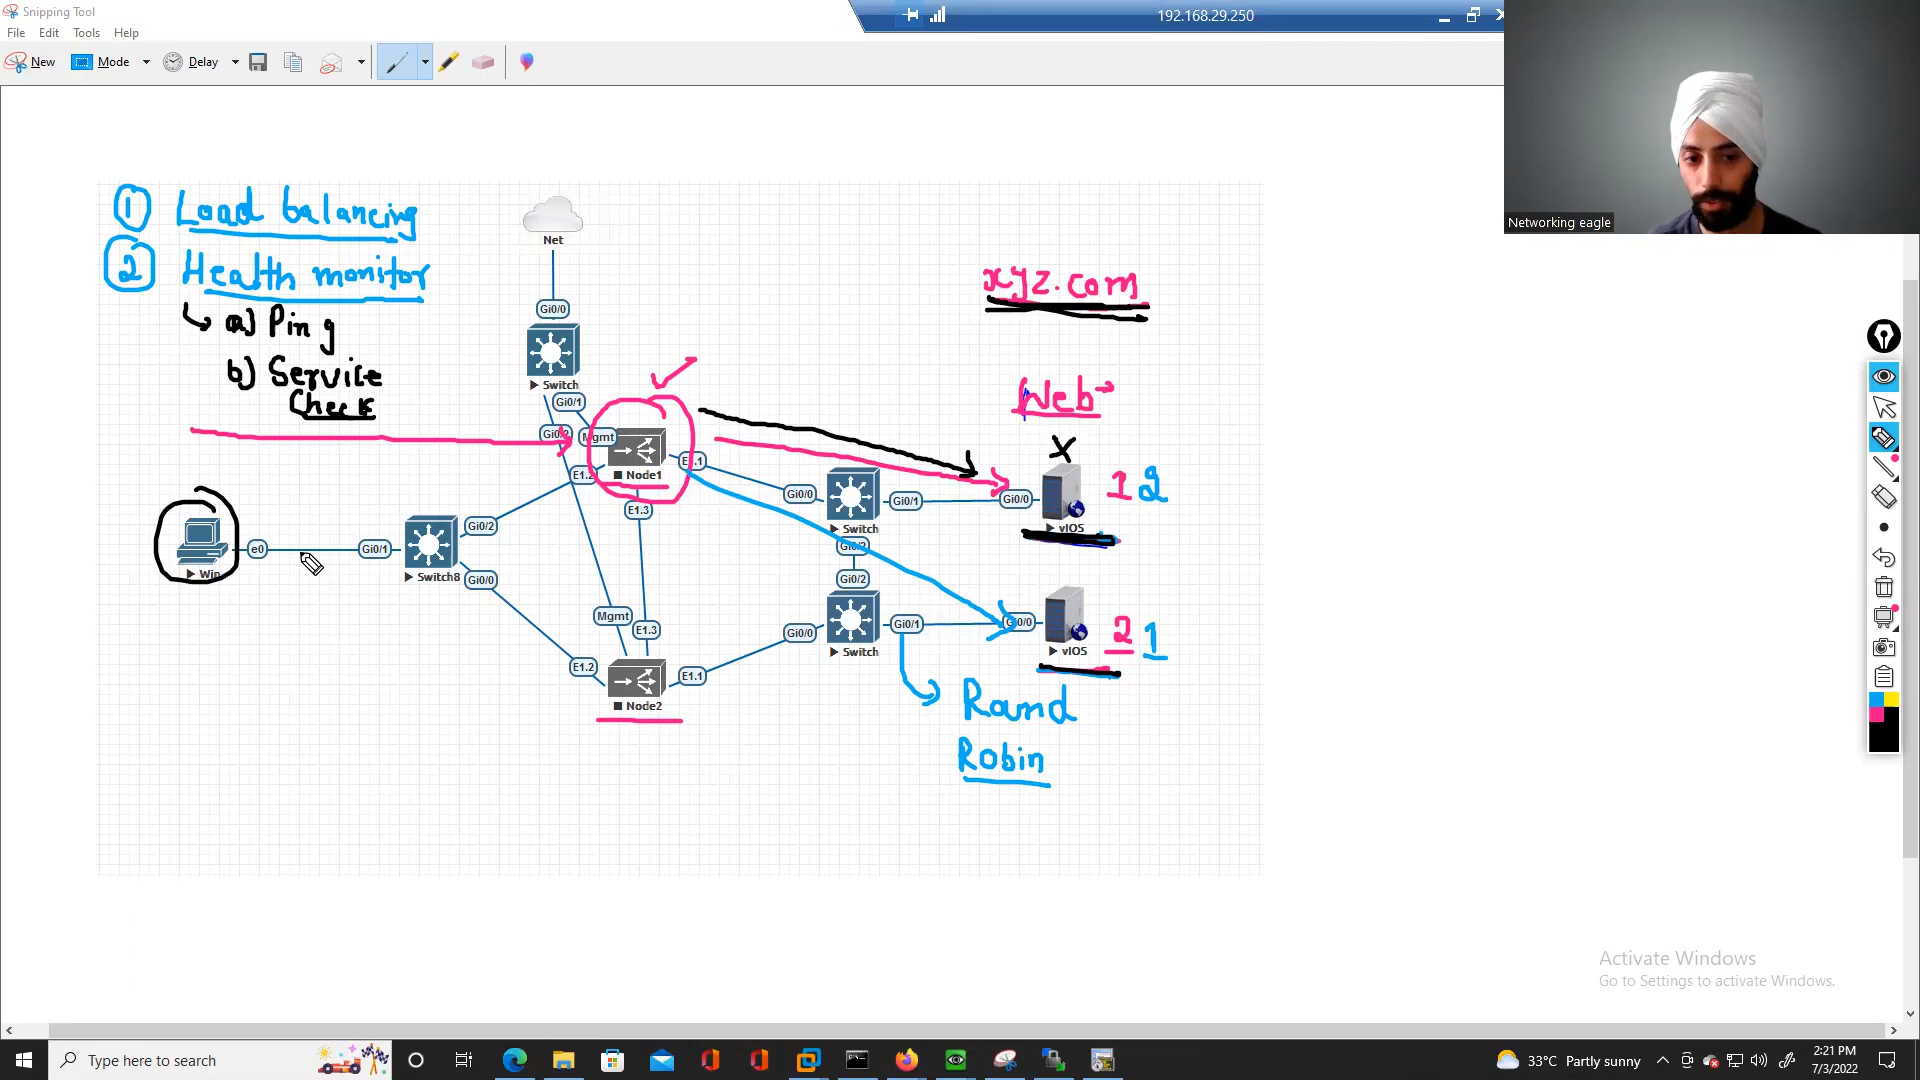 Snipping Tool
192.168.29.250
File Edit Tools Help
New Mode Delay
Networking eagle
① Load balancing
② Health monitor
a) Ping
b) Service
Check
Net
Gi0/0
Switch
Gi0/1
Mgmt
E1.2
Node1
E1.1
E1.3
xyz.com
Web
X
Gi0/0
Gi0/1
Gi0/0
Switch
vIOS
1 2
Win
e0
Gi0/1
Switch8
Gi0/2
Gi0/0
Gi0/2
Mgmt
E1.3
E1.2
Node2
E1.1
Gi0/0
Switch
Gi0/1
Gi0/0
vIOS
2 1
Round
Robin
Activate Windows
Go to Settings to activate Windows.
Type here to search
33°C Partly sunny
2:21 PM
7/3/2022